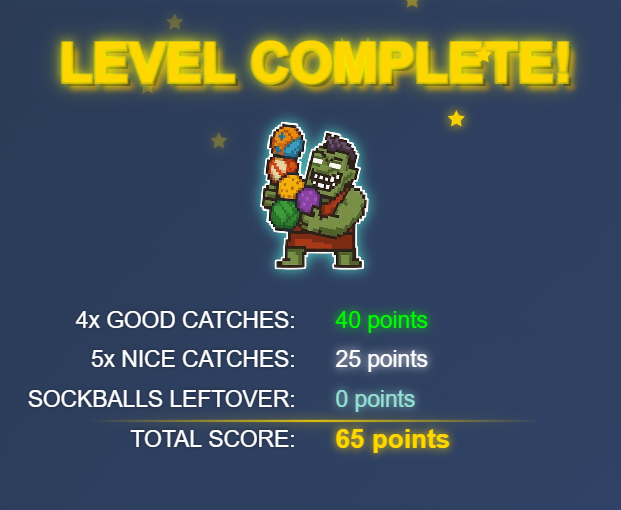 LEVEL COMPLETE!
4x GOOD CATCHES: 40 points
5x NICE CATCHES: 25 points
SOCKBALLS LEFTOVER: 0 points
TOTAL SCORE: 65 points